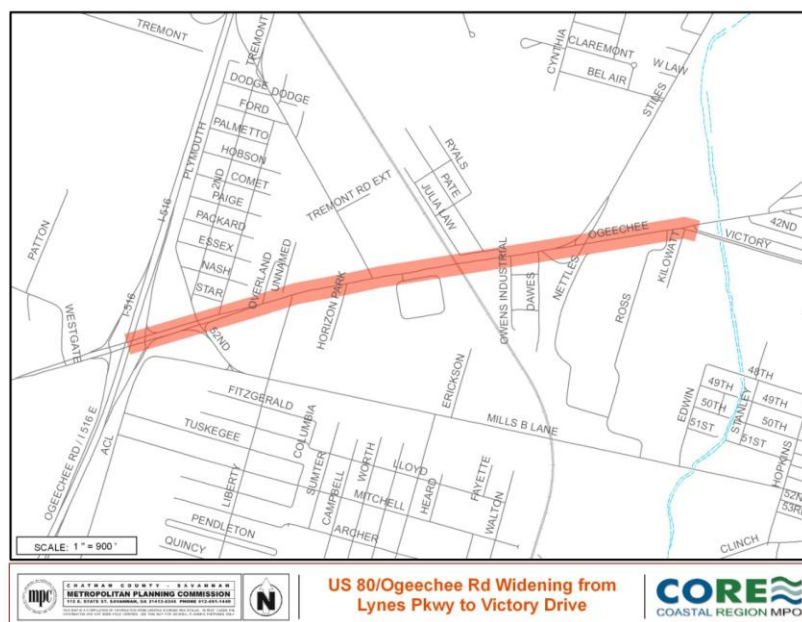 TREMONT
TREMONT
CYNTHIA
CLAREMONT
W LAW
BEL AIR
STILES
DODGE DODGE
FORD
PALMETTO
PLYMOUTH
2ND
HOBSON
COMET
PAIGE
PACKARD
ESSEX
NASH
STAR
I 516
I-516
PATTON
WESTGATE
TREMONT RD EXT
RYALS
PATE
JULIA LAW
OVERLAND
UNNAMED
HORIZON PARK
52ND
OGEECHEE
VICTORY
42ND
KILOWATT
NETTLES
OWENS INDUSTRIAL
DAWES
ROSS
ERICKSON
FITZGERALD
MILLS B LANE
TUSKEGEE
COLUMBIA
LIBERTY
SUMTER
CAMPBELL
WORTH
LLOYD
MITCHELL
HEARD
FAYETTE
WALTON
ARCHER
PENDLETON
QUINCY
ACL
OGEECHEE RD / I 516 E
EDWIN
48TH
49TH
49TH
50TH
50TH
51ST
51ST
STANLEY
HOPKINS
53RD
CLINCH
SCALE: 1" = 900'
mpc
CHATHAM COUNTY - SAVANNAH
METROPOLITAN PLANNING COMMISSION
N
US 80/Ogeechee Rd Widening from
Lynes Pkwy to Victory Drive
CORE
COASTAL REGION MPO